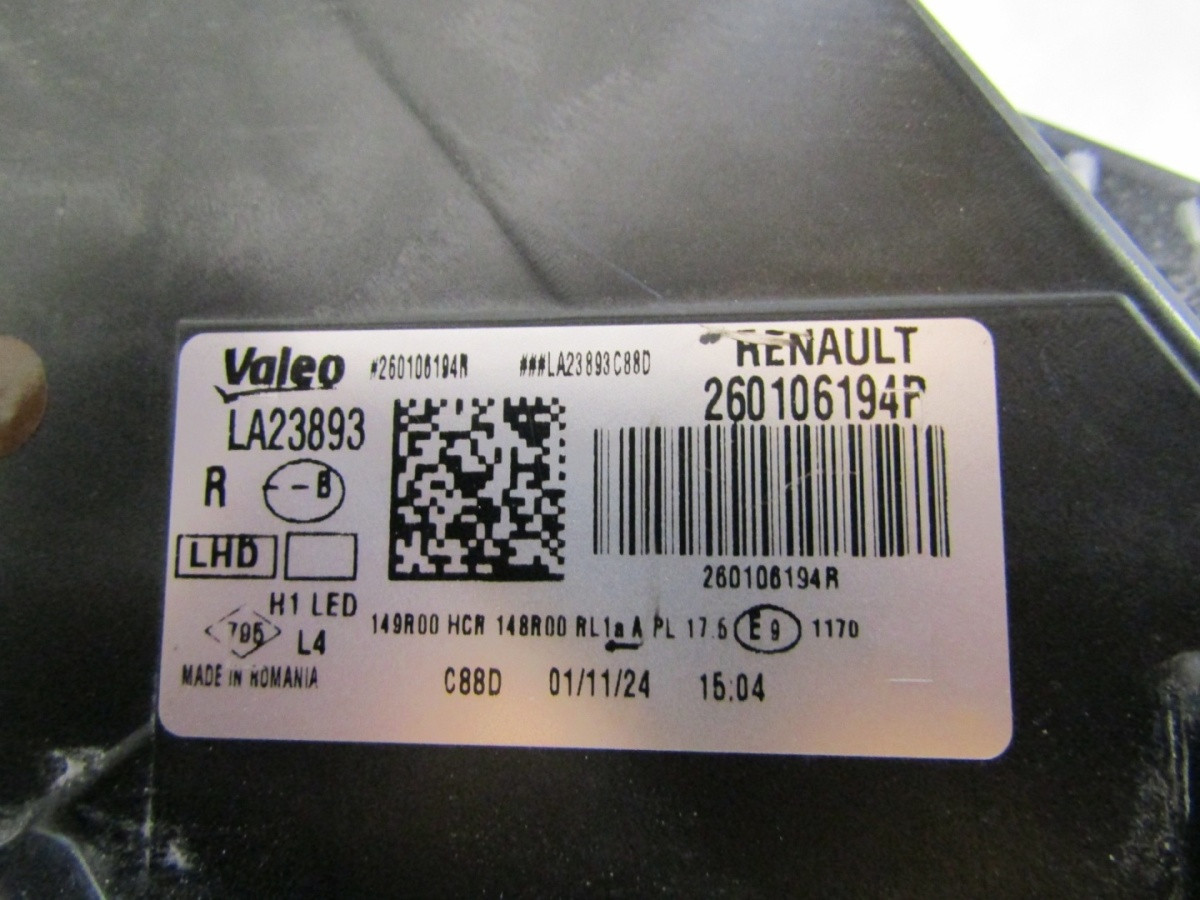 Valeo #260106194R ###LA23893C88D RENAULT
LA23893 260106194R
R --B
LHD
260106194R
H1 LED
L4
149R00 HCR 148R00 RL1a A PL 17.5 E9 1170
MADE IN ROMANIA
C88D 01/11/24 15:04